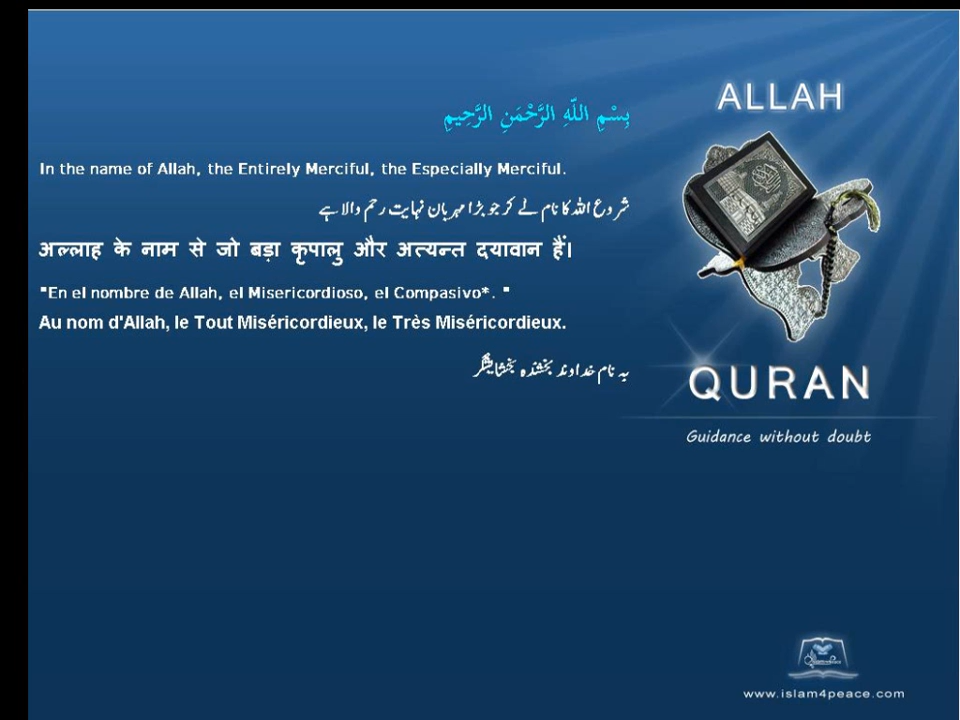 بِسْمِ اللّهِ الرَّحْمَنِ الرَّحِيمِ
In the name of Allah, the Entirely Merciful, the Especially Merciful.
شروع الله کا نام لے کر جو بڑا مہربان نہایت رحم والا ہے
अल्लाह के नाम से जो बड़ा कृपालु और अत्यन्त दयावान हैं।
"En el nombre de Allah, el Misericordioso, el Compasivo*. "
Au nom d'Allah, le Tout Miséricordieux, le Très Miséricordieux.
به نام خداوند بخشنده بخشایشگر
ALLAH
QURAN
Guidance without doubt
www.islam4peace.com